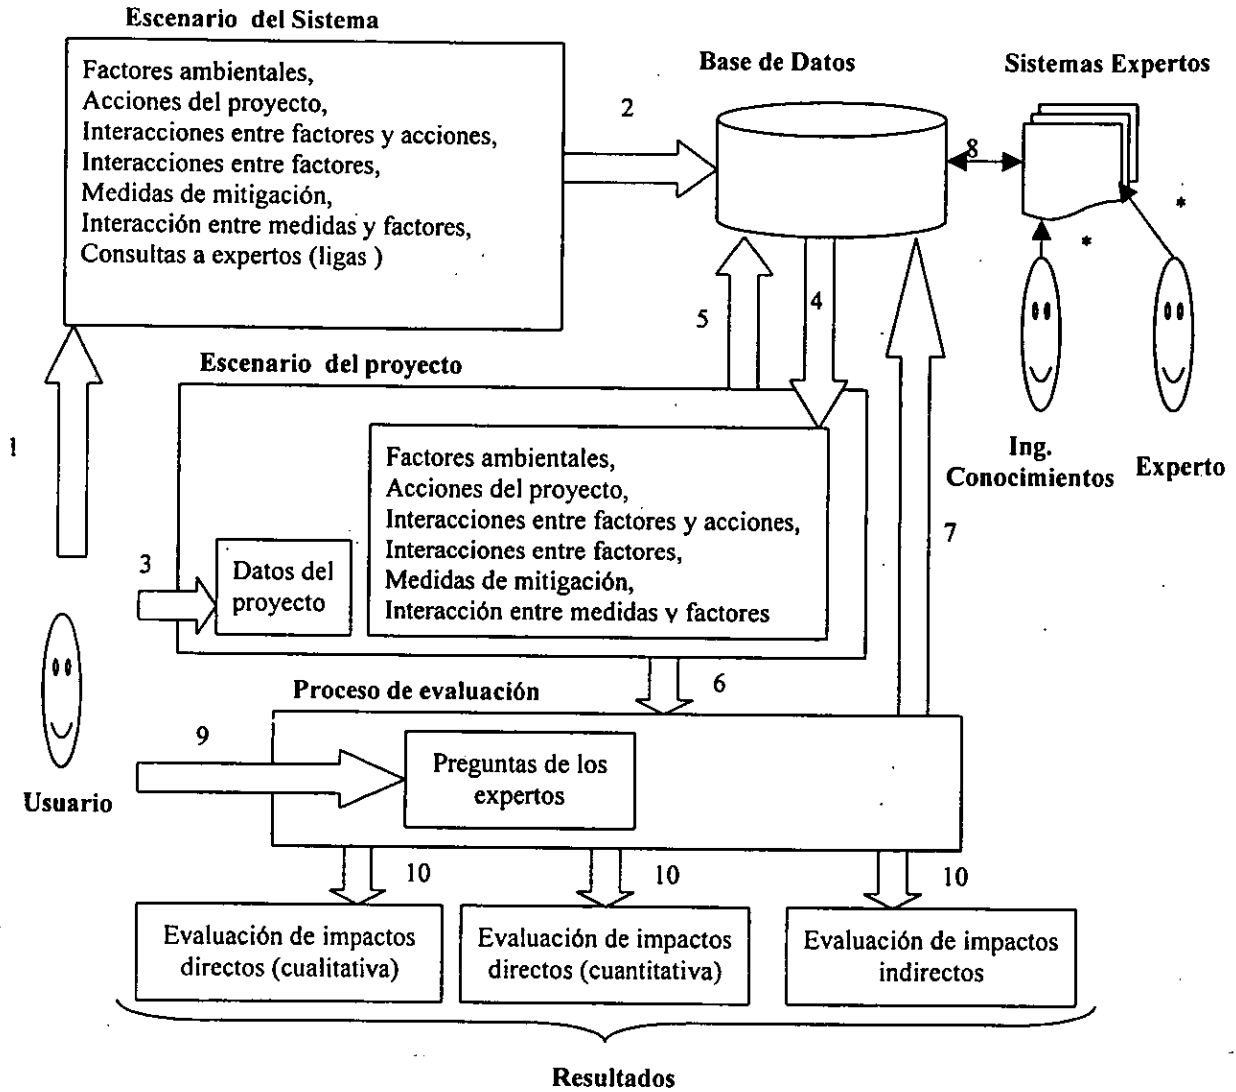 Escenario del Sistema
Factores ambientales,
Acciones del proyecto,
Interacciones entre factores y acciones,
Interacciones entre factores,
Medidas de mitigación,
Interacción entre medidas y factores,
Consultas a expertos (ligas )
2
Base de Datos
Sistemas Expertos
8
*
*
5
4
Ing.
Conocimientos
Experto
1
Escenario del proyecto
Factores ambientales,
Acciones del proyecto,
Interacciones entre factores y acciones,
Interacciones entre factores,
Medidas de mitigación,
Interacción entre medidas y factores
3
Datos del
proyecto
7
6
Usuario
Proceso de evaluación
9
Preguntas de los
expertos
10
10
10
Evaluación de impactos
directos (cualitativa)
Evaluación de impactos
directos (cuantitativa)
Evaluación de impactos
indirectos
Resultados